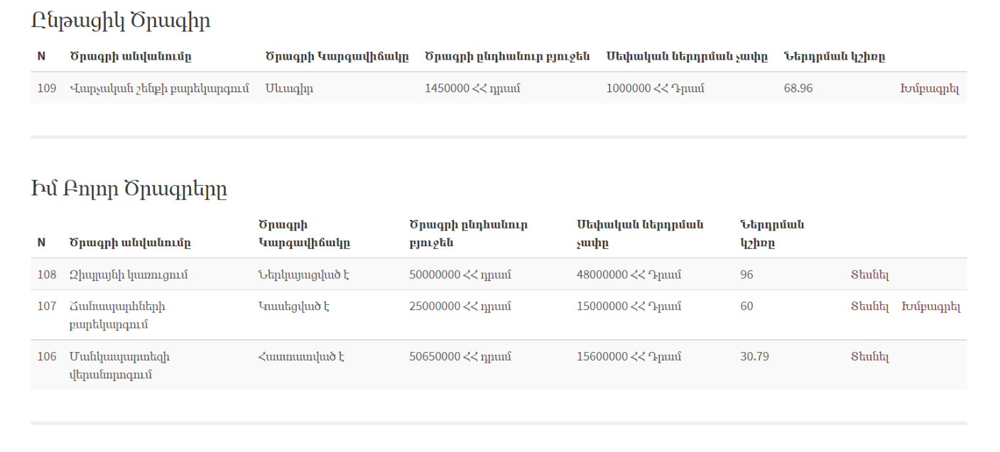 Ընթացիկ Ծրագիր
N Ծրագրի անվանումը Ծրագրի Կարգավիճակը Ծրագրի ընդհանուր բյուջեն Սեփական ներդրման չափը Ներդրման կշիռը
109 Վարչական շենքի բարեկարգում Սևագիր 1450000 ՀՀ դրամ 1000000 ՀՀ Դրամ 68.96 Խմբագրել
Իմ Բոլոր Ծրագրերը
Ծրագրի Ծրագրի ընդհանուր Սեփական ներդրման Ներդրման
N Ծրագրի անվանումը Կարգավիճակը բյուջեն չափը կշիռը
108 Զիպլայնի կառուցում Ներկայացված է 50000000 ՀՀ դրամ 48000000 ՀՀ Դրամ 96 Տեսնել
107 Ճանապարհների Կասեցված է 25000000 ՀՀ դրամ 15000000 ՀՀ Դրամ 60 Տեսնել Խմբագրել
բարեկարգում
106 Մանկապարտեզի Հաստատված է 50650000 ՀՀ դրամ 15600000 ՀՀ Դրամ 30.79 Տեսնել
վերանորոգում